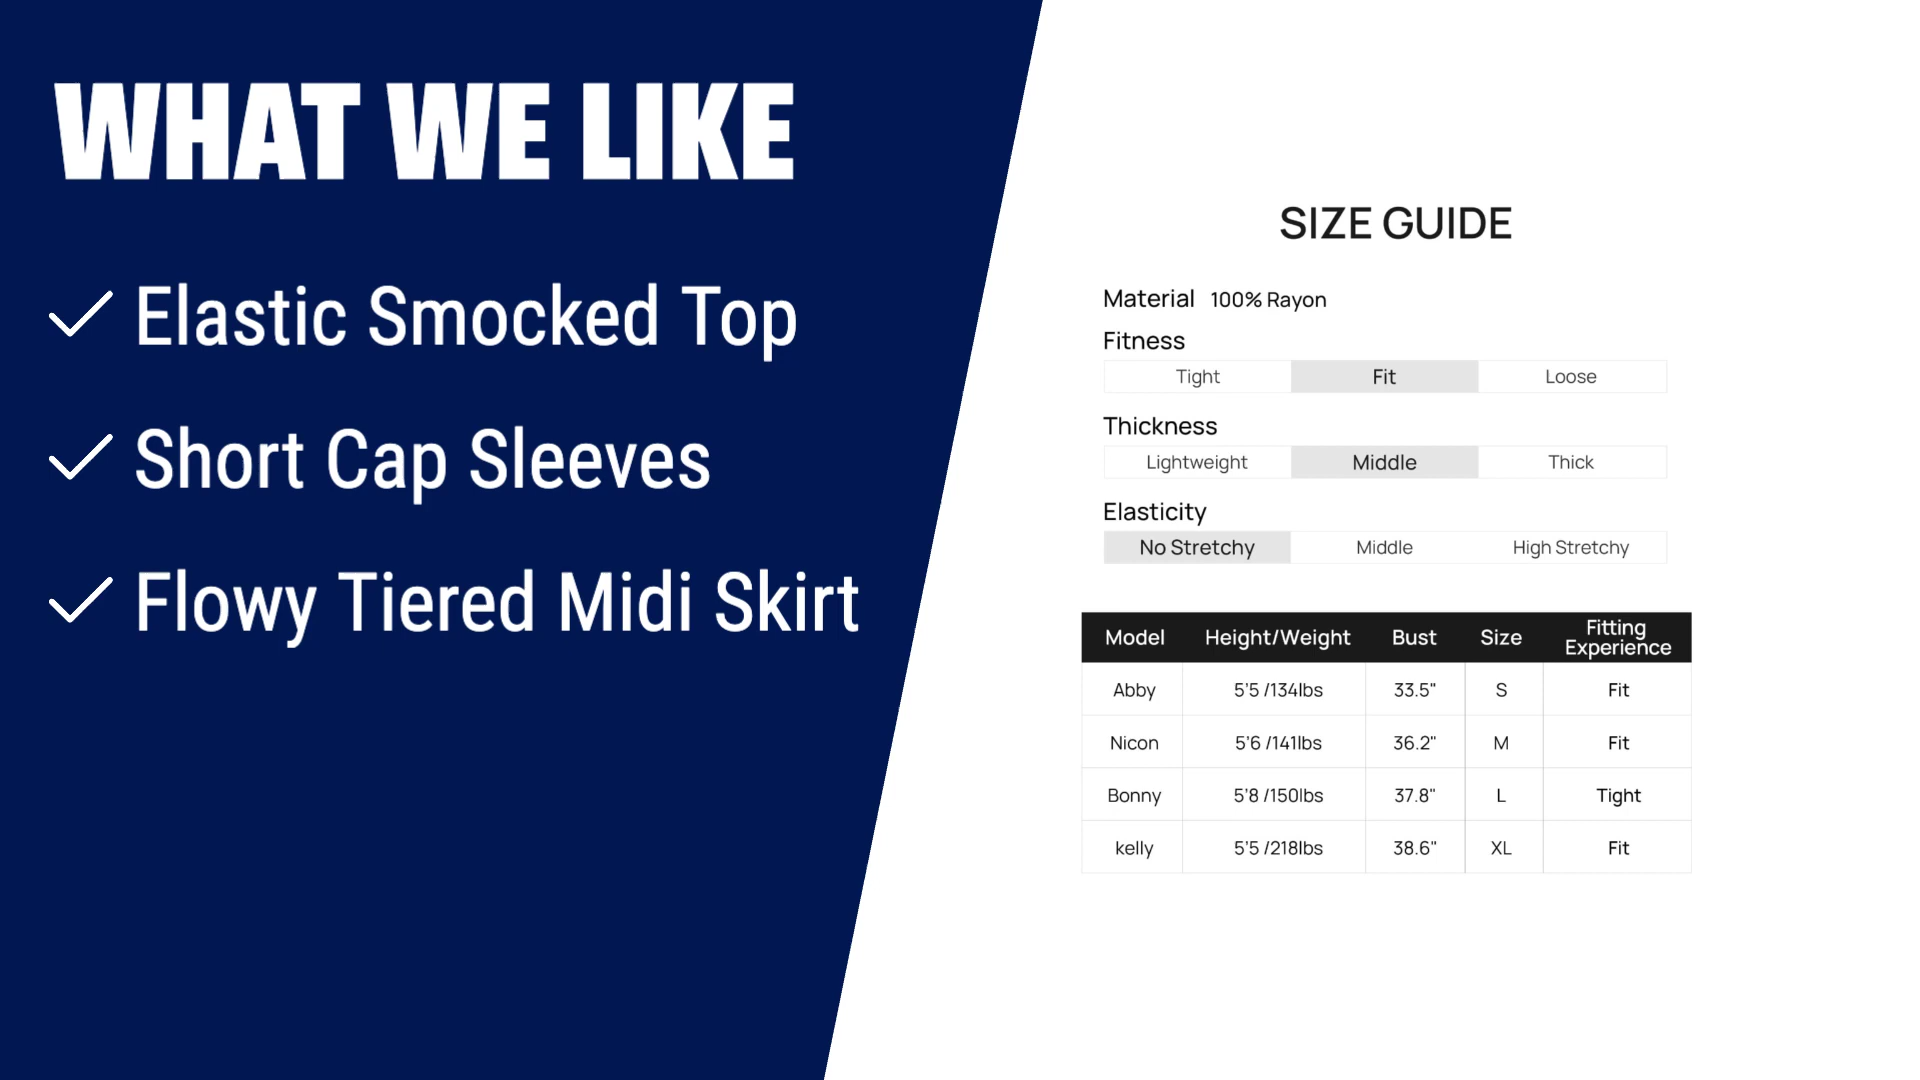 WHAT WE LIKE
Elastic Smocked Top
Short Cap Sleeves
Flowy Tiered Midi Skirt
SIZE GUIDE
Material 100% Rayon
Fitness
Tight Fit Loose
Thickness
Lightweight Middle Thick
Elasticity
No Stretchy Middle High Stretchy
Model Height/Weight Bust Size Fitting Experience
Abby 5'5 /134lbs 33.5" S Fit
Nicon 5'6 /141lbs 36.2" M Fit
Bonny 5'8 /150lbs 37.8" L Tight
kelly 5'5 /218lbs 38.6" XL Fit